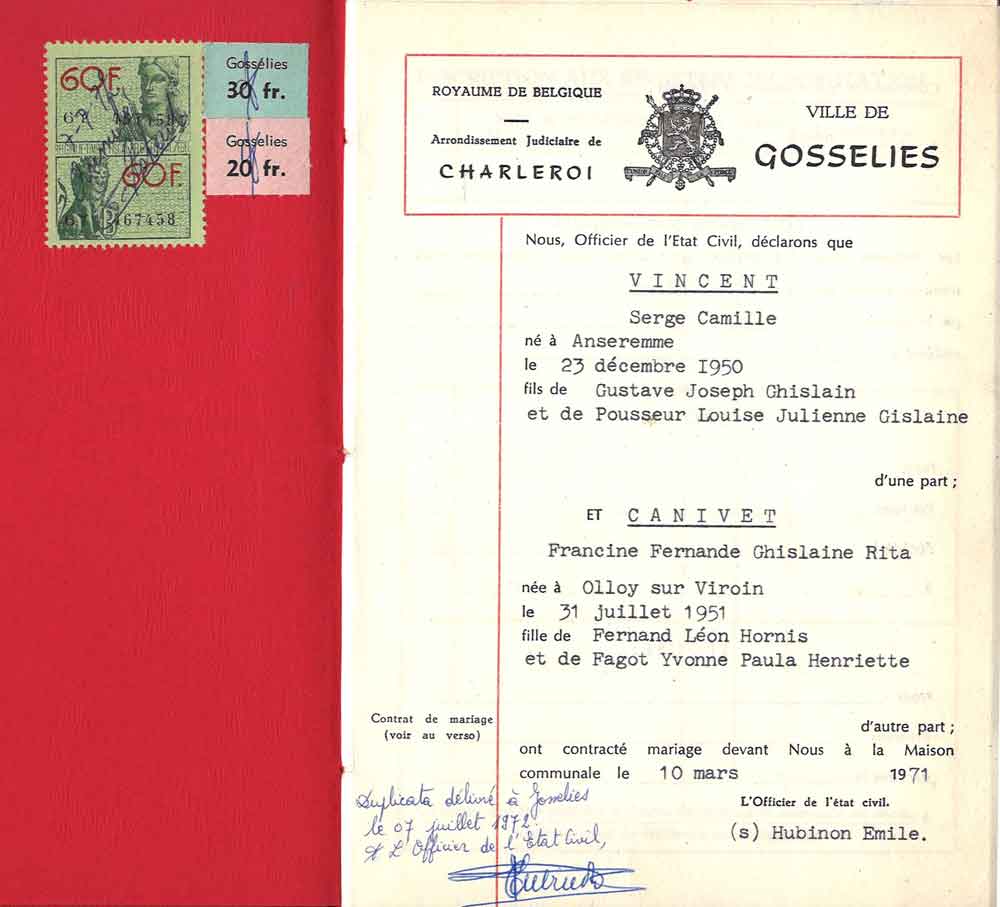 60F.
60F.
467458
Gossélies
30 fr.
Gosselies
20 fr.
ROYAUME DE BELGIQUE
Arrondissement Judiciaire de
CHARLEROI
VILLE DE
GOSSELIES
Nous, Officier de l'Etat Civil, déclarons que
VINCENT
Serge Camille
né à Anseremme
le 23 décembre I950
fils de Gustave Joseph Ghislain
et de Pousseur Louise Julienne Gislaine
d'une part ;
ET CANIVET
Francine Fernande Ghislaine Rita
née à Olloy sur Viroin
le 31 juillet 1951
fille de Fernand Léon Hornis
et de Fagot Yvonne Paula Henriette
Contrat de mariage
(voir au verso)
d'autre part ;
ont contracté mariage devant Nous à la Maison
communale le 10 mars 1971
L'Officier de l'état civil.
(s) Hubinon Emile.
Duplicata délivré à Gosselies
le 07 juillet 1972.
L'Officier de l'Etat Civil,